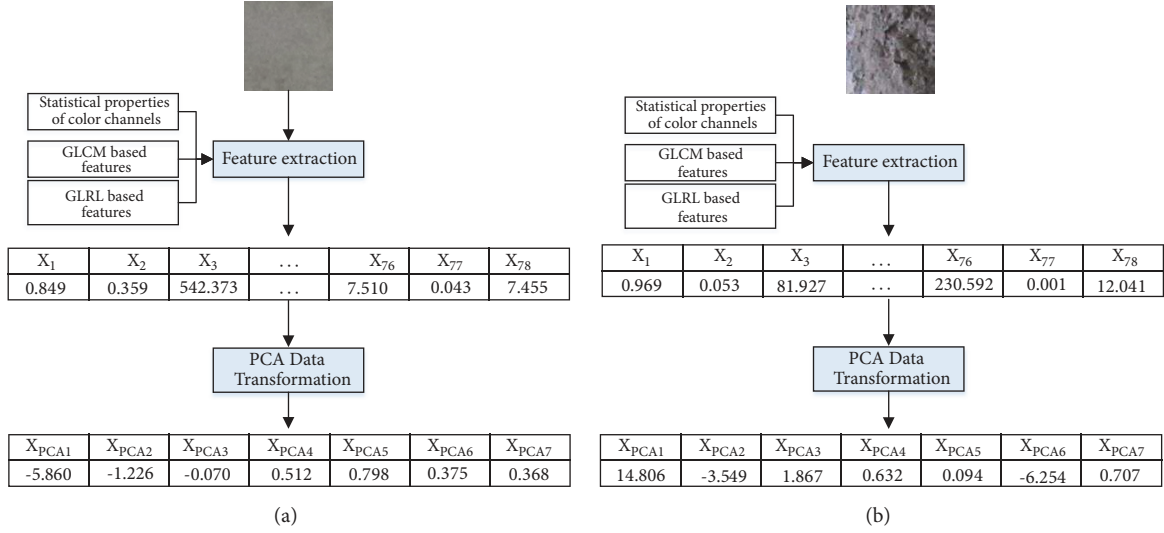 Statistical properties
of color channels
GLCM based
features
GLRL based
features
Feature extraction
X1 X2 X3 ... X76 X77 X78
0.849 0.359 542.373 ... 7.510 0.043 7.455
PCA Data
Transformation
XPCA1 XPCA2 XPCA3 XPCA4 XPCA5 XPCA6 XPCA7
-5.860 -1.226 -0.070 0.512 0.798 0.375 0.368
(a)
Statistical properties
of color channels
GLCM based
features
GLRL based
features
Feature extraction
X1 X2 X3 ... X76 X77 X78
0.969 0.053 81.927 ... 230.592 0.001 12.041
PCA Data
Transformation
XPCA1 XPCA2 XPCA3 XPCA4 XPCA5 XPCA6 XPCA7
14.806 -3.549 1.867 0.632 0.094 -6.254 0.707
(b)